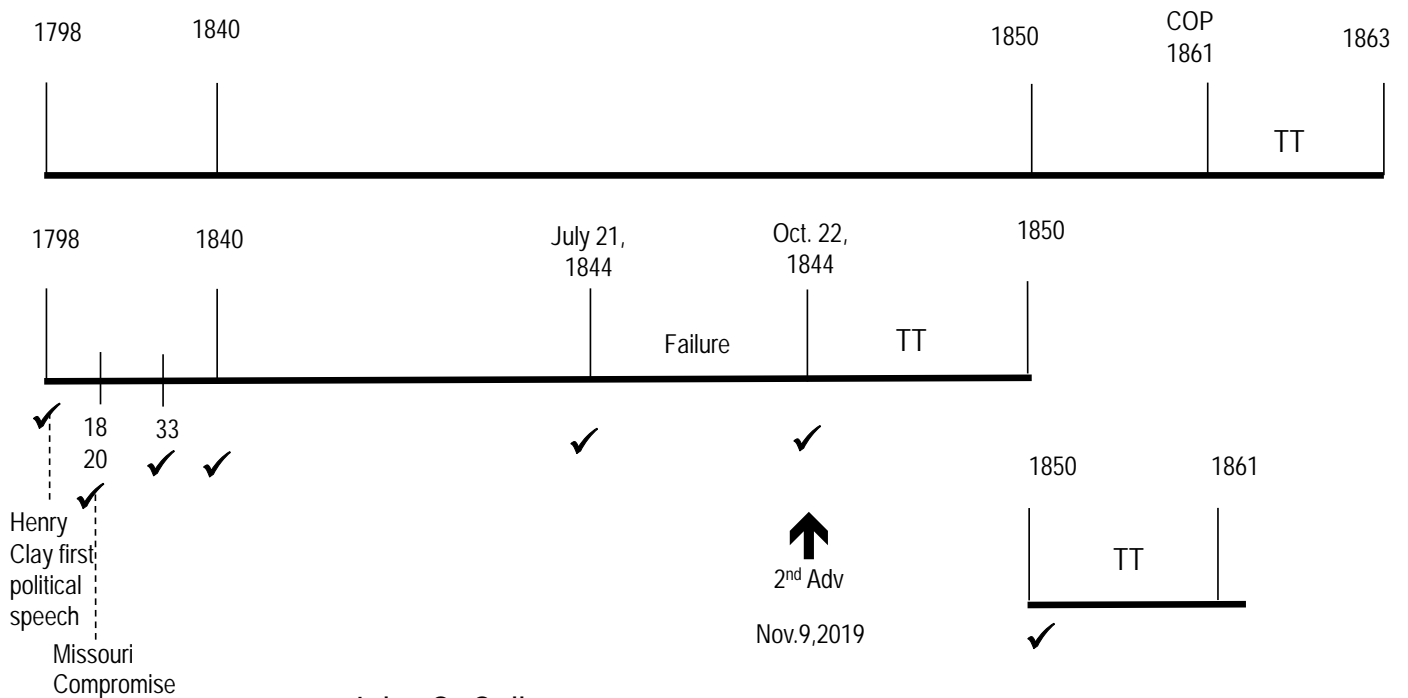 1798
1840
1850
COP
1861
1863
TT
1798
1840
July 21,
1844
Oct. 22,
1844
1850
Failure
TT
18
20
33
1850
1861
TT
Henry
Clay first
political
speech
2nd Adv
Nov.9,2019
Missouri
Compromise